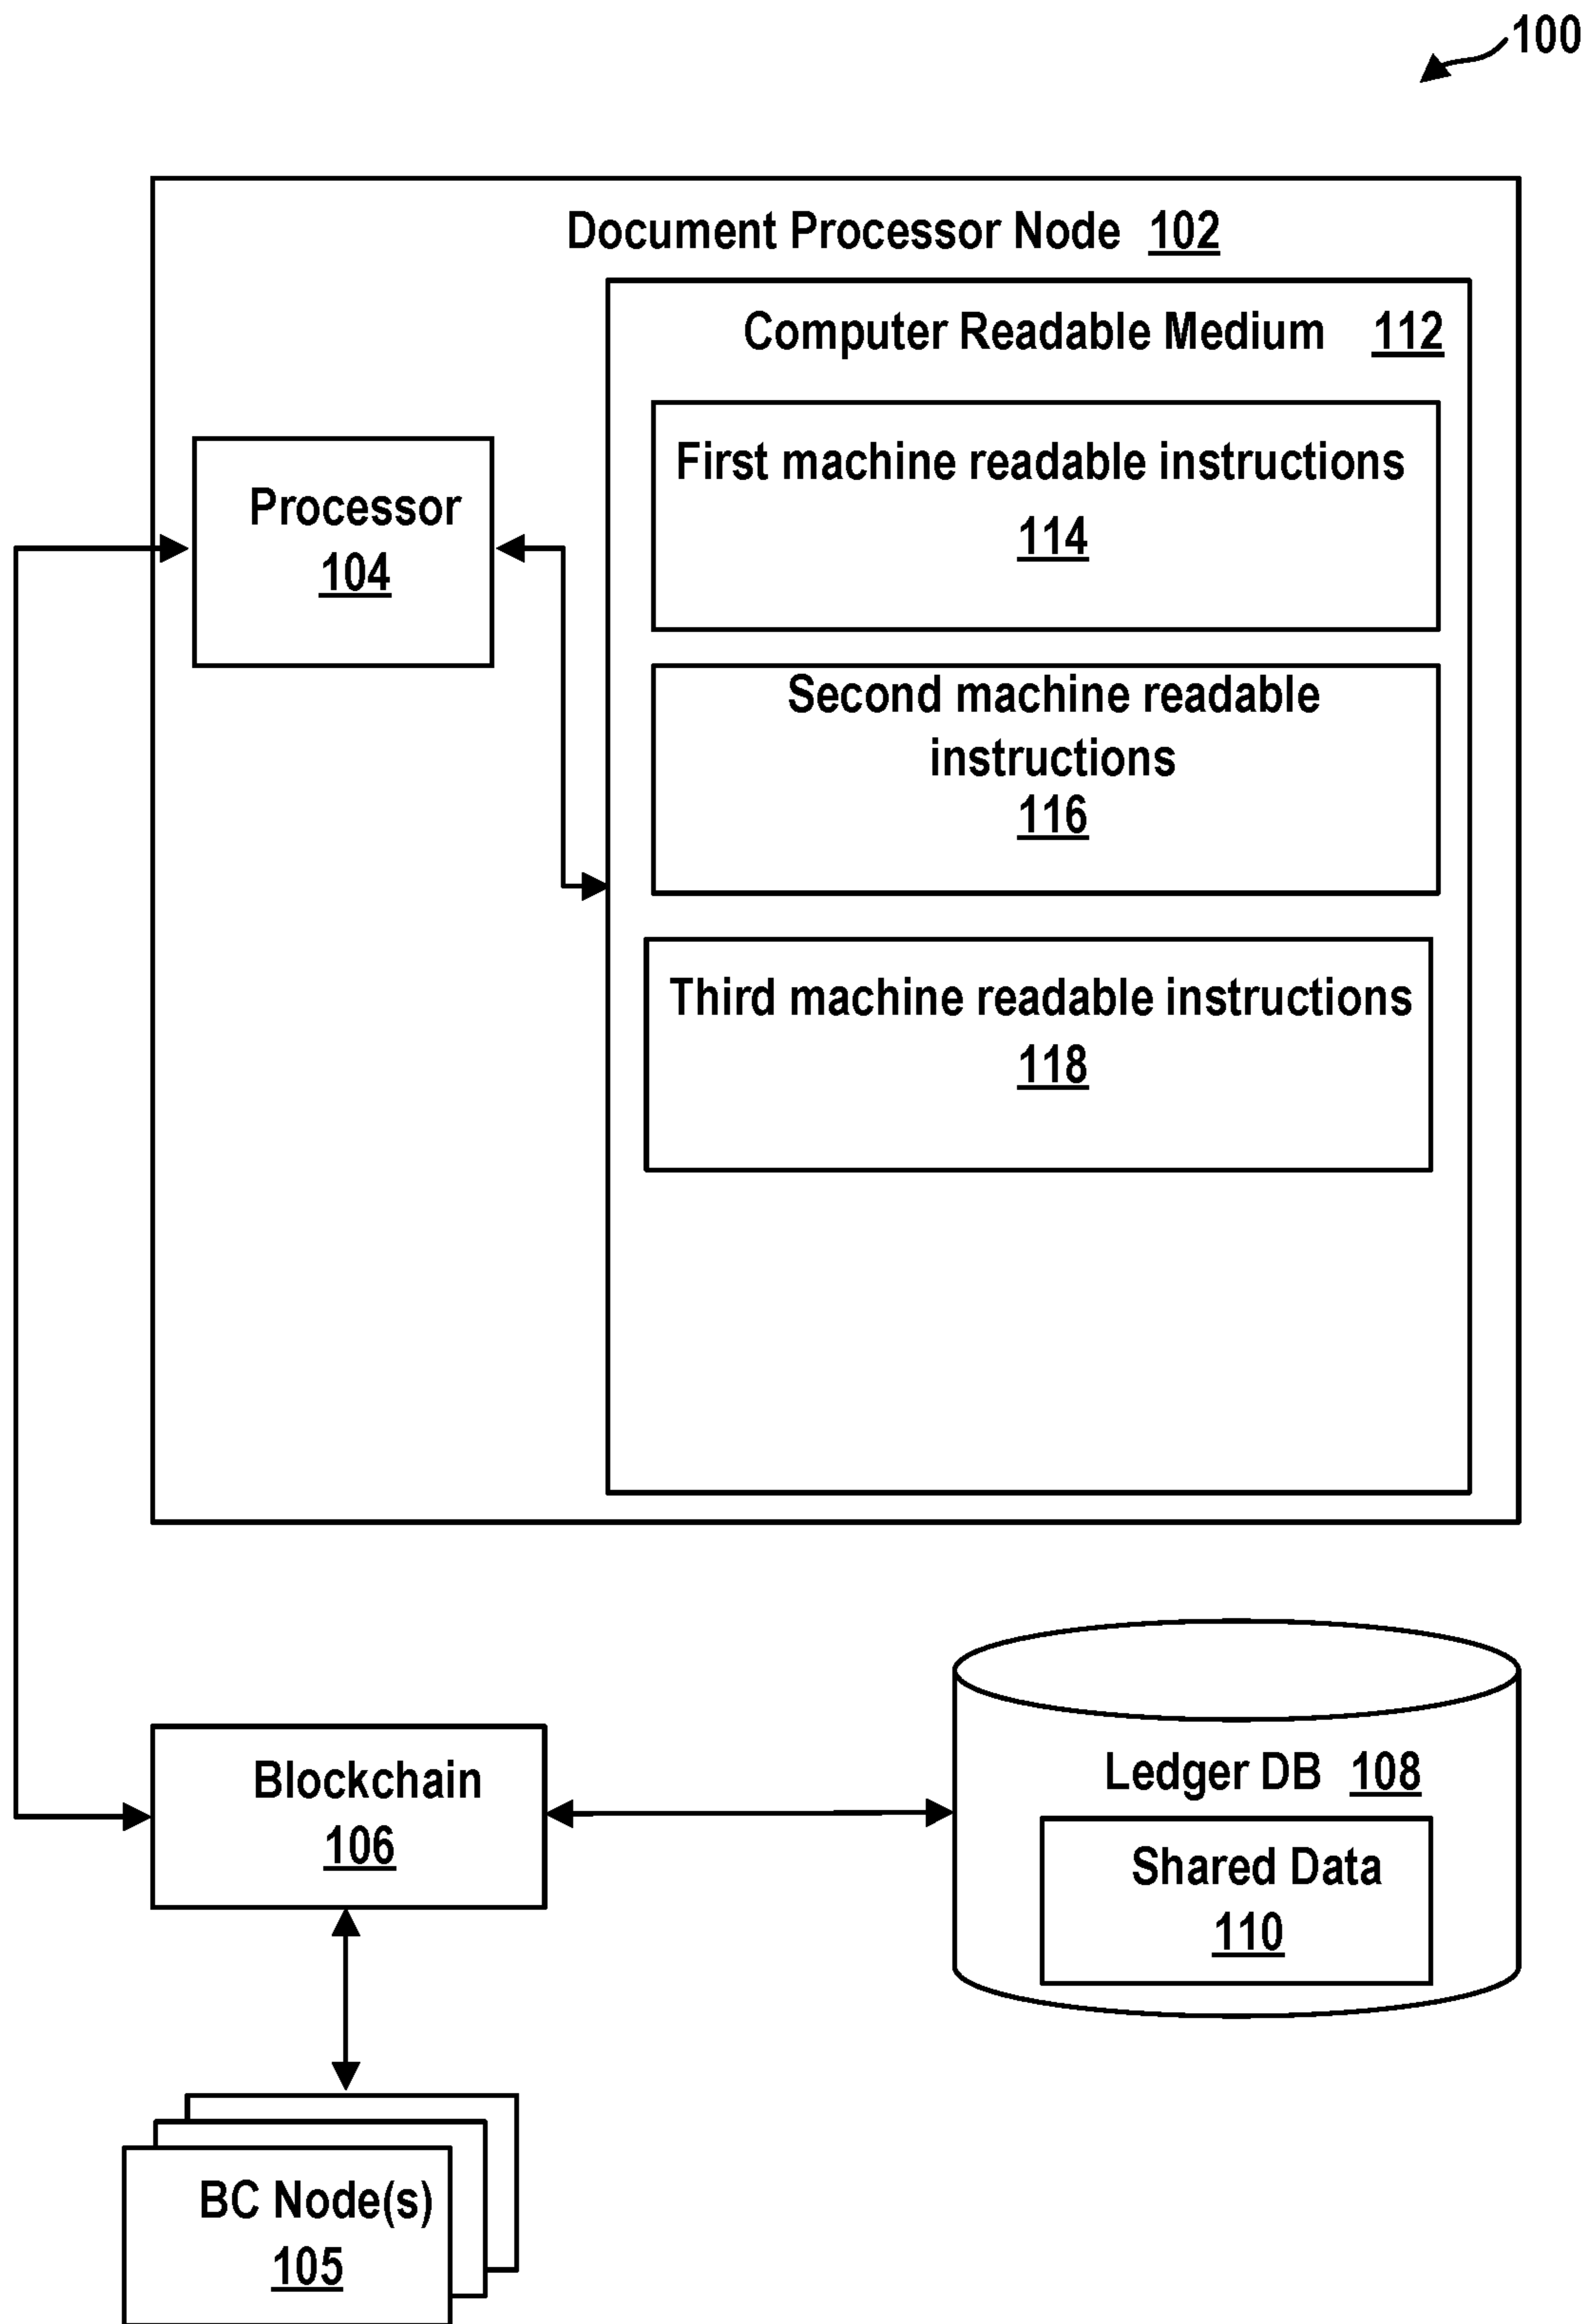 100
Document Processor Node 102
Computer Readable Medium 112
First machine readable instructions
114
Processor
104
Second machine readable
instructions
116
Third machine readable instructions
118
Ledger DB 108
Blockchain
106
Shared Data
110
BC Node(s)
105